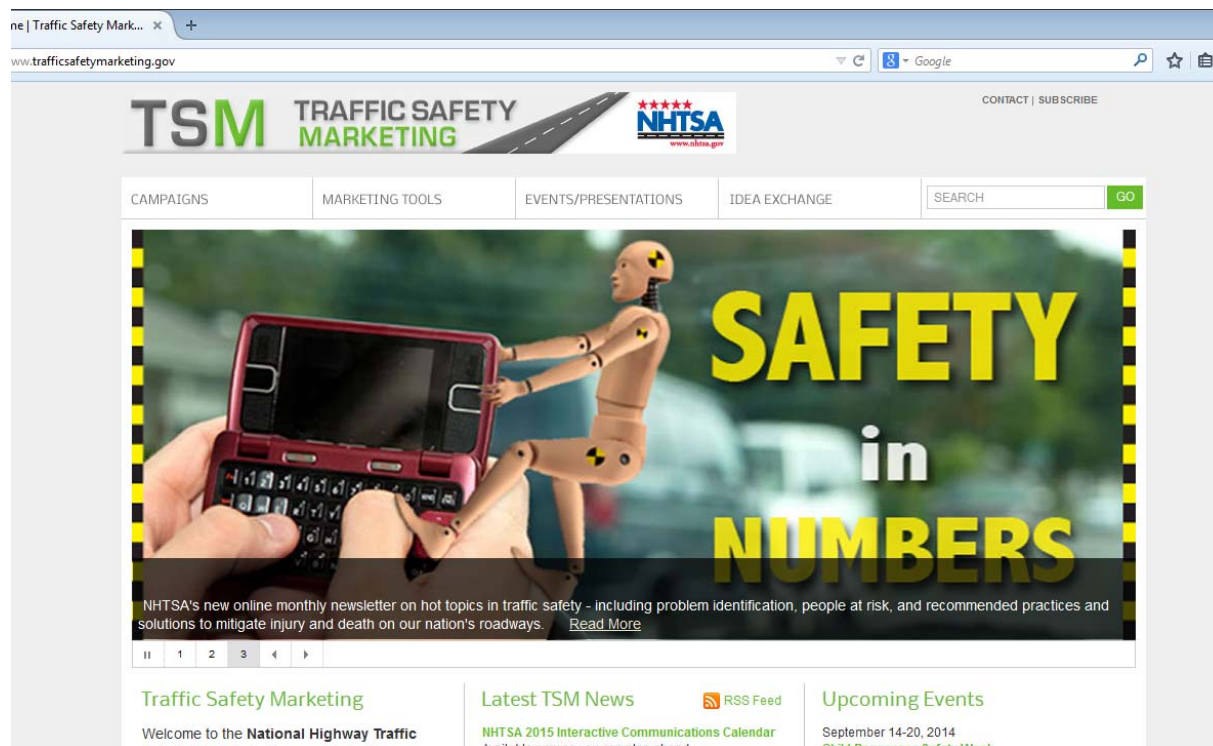 ne | Traffic Safety Mark... × +
ww.trafficsafetymarketing.gov
8 Google
TSM TRAFFIC SAFETY MARKETING
★★★★★
NHTSA
www.nhtsa.gov
CONTACT | SUBSCRIBE
CAMPAIGNS
MARKETING TOOLS
EVENTS/PRESENTATIONS
IDEA EXCHANGE
SEARCH
GO
SAFETY
in
NUMBERS
NHTSA's new online monthly newsletter on hot topics in traffic safety - including problem identification, people at risk, and recommended practices and
solutions to mitigate injury and death on our nation's roadways. Read More
1 2 3
Traffic Safety Marketing
Welcome to the National Highway Traffic
Latest TSM News
RSS Feed
NHTSA 2015 Interactive Communications Calendar
Upcoming Events
September 14-20, 2014